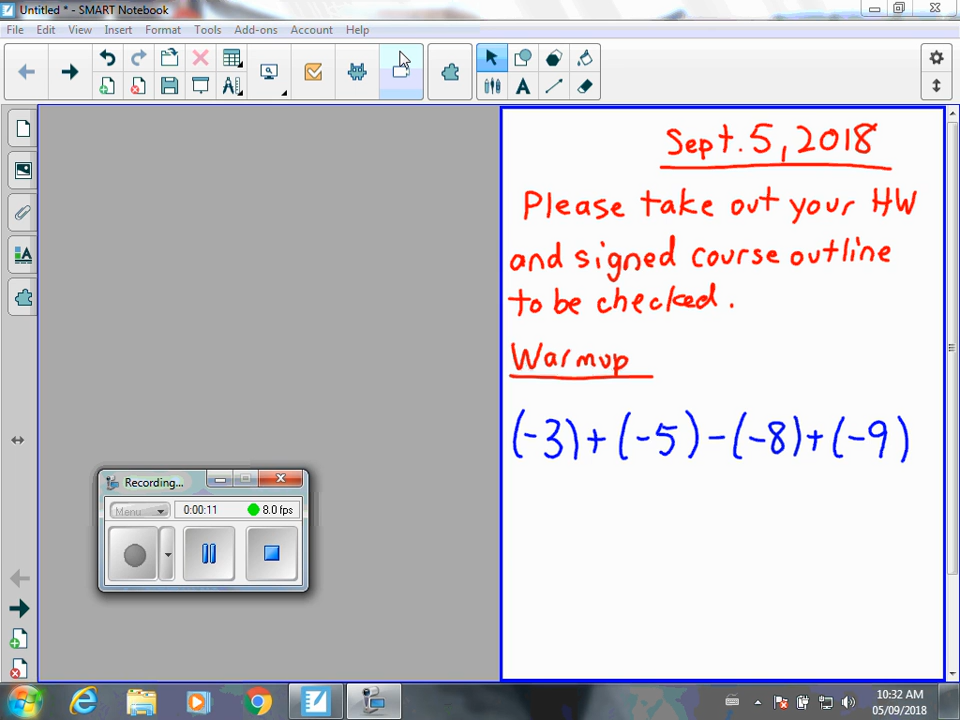 Untitled * - SMART Notebook
File Edit View Insert Format Tools Add-ons Account Help
Sept. 5, 2018
Please take out your HW
and signed course outline
to be checked.
Warmup
(-3)+(-5)-(-8)+(-9)
Recording...
Menu 0:00:11 8.0 fps
10:32 AM
05/09/2018